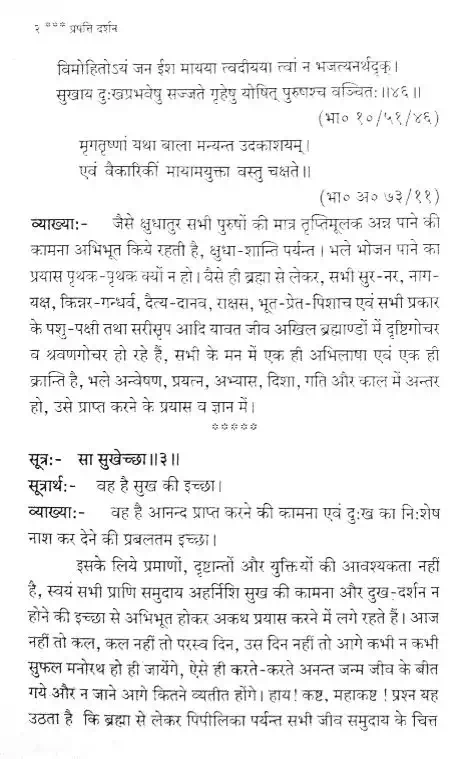 २ *** प्रपत्ति दर्शन
विमोहितोऽयं जन ईश मायया त्वदीयया त्वां न भजत्यनर्थदृक्।
सुखाय दुःखप्रभवेषु सज्जते गृहेषु योषित् पुरुषश्च वञ्चितः॥४६॥
(भा० १०/५१/४६)
मृगतृष्णां यथा बाला मन्यन्त उदकाशयम्।
एवं वैकारिकीं मायामयुक्ता वस्तु चक्षते॥
(भा० अ० ७३/११)
व्याख्या:- जैसे क्षुधातुर सभी पुरुषों की मात्र तृप्तिमूलक अन्न पाने की
कामना अभिभूत किये रहती है, क्षुधा-शान्ति पर्यन्त। भले भोजन पाने का
प्रयास पृथक-पृथक क्यों न हो। वैसे ही ब्रह्मा से लेकर, सभी सुर-नर, नाग-
यक्ष, किन्नर-गन्धर्व, दैत्य-दानव, राक्षस, भूत-प्रेत-पिशाच एवं सभी प्रकार
के पशु-पक्षी तथा सरीसृप आदि यावत जीव अखिल ब्रह्माण्डों में दृष्टिगोचर
व श्रवणगोचर हो रहे हैं, सभी के मन में एक ही अभिलाषा एवं एक ही
क्रान्ति है, भले अन्वेषण, प्रयत्न, अभ्यास, दिशा, गति और काल में अन्तर
हो, उसे प्राप्त करने के प्रयास व ज्ञान में।
*****
सूत्र:- सा सुखेच्छा॥३॥
सूत्रार्थ:- वह है सुख की इच्छा।
व्याख्या:- वह है आनन्द प्राप्त करने की कामना एवं दुःख का निःशेष
नाश कर देने की प्रबलतम इच्छा।
इसके लिये प्रमाणों, दृष्टान्तों और युक्तियों की आवश्यकता नहीं
है, स्वयं सभी प्राणि समुदाय अहर्निशि सुख की कामना और दुख-दर्शन न
होने की इच्छा से अभिभूत होकर अकथ प्रयास करने में लगे रहते हैं। आज
नहीं तो कल, कल नहीं तो परस्व दिन, उस दिन नहीं तो आगे कभी न कभी
सुफल मनोरथ हो ही जायेंगे, ऐसे ही करते-करते अनन्त जन्म जीव के बीत
गये और न जाने आगे कितने व्यतीत होंगे। हाय! कष्ट, महाकष्ट ! प्रश्न यह
उठता है कि ब्रह्मा से लेकर पिपीलिका पर्यन्त सभी जीव समुदाय के चित्त